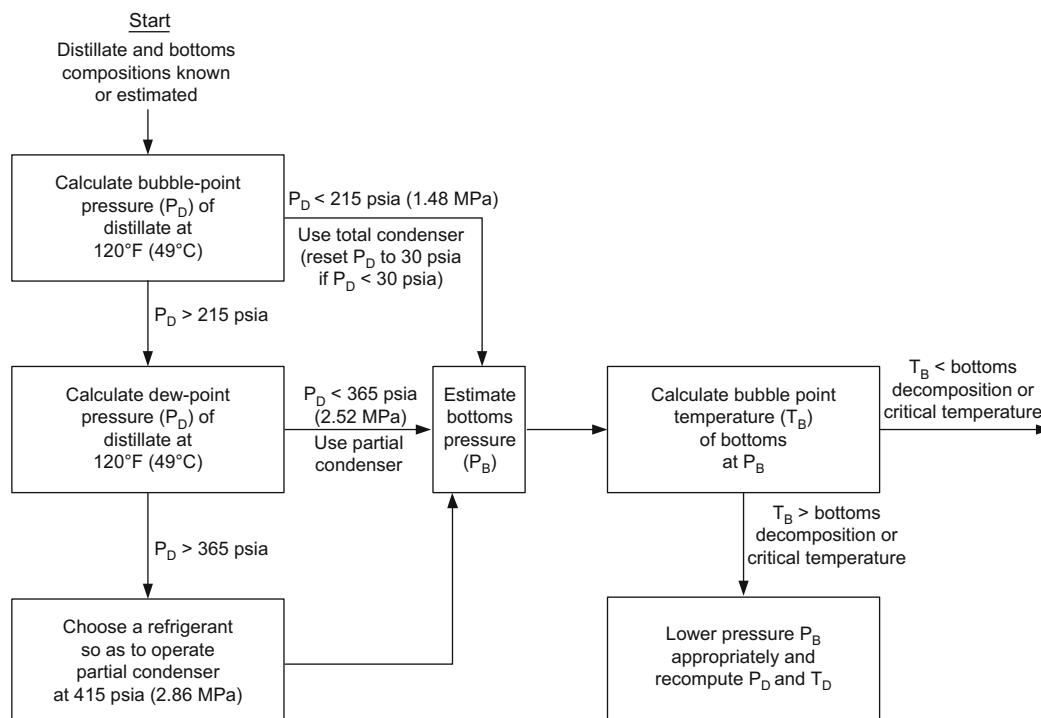 Start
Distillate and bottoms
compositions known
or estimated
Calculate bubble-point
pressure (P_D) of
distillate at
120°F (49°C)
P_D < 215 psia (1.48 MPa)
Use total condenser
(reset P_D to 30 psia
if P_D < 30 psia)
P_D > 215 psia
Calculate dew-point
pressure (P_D) of
distillate at
120°F (49°C)
P_D < 365 psia
(2.52 MPa)
Use partial
condenser
Estimate
bottoms
pressure
(P_B)
Calculate bubble point
temperature (T_B)
of bottoms
at P_B
T_B < bottoms
decomposition or
critical temperature
P_D > 365 psia
T_B > bottoms
decomposition or
critical temperature
Choose a refrigerant
so as to operate
partial condenser
at 415 psia (2.86 MPa)
Lower pressure P_B
appropriately and
recompute P_D and T_D